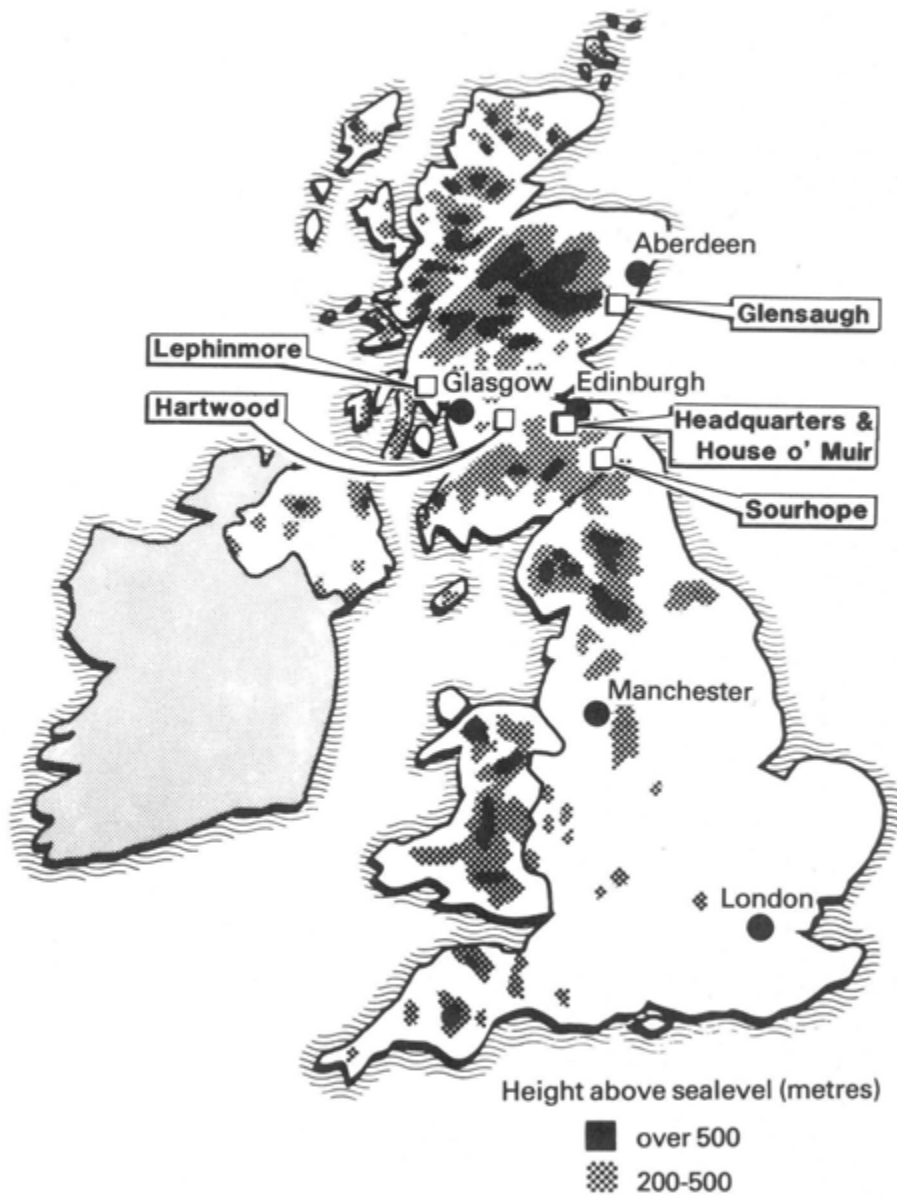 Aberdeen
Glensaugh
Lephinmore
Glasgow
Edinburgh
Hartwood
Headquarters &
House o' Muir
Sourhope
Manchester
London
Height above sealevel (metres)
over 500
200-500